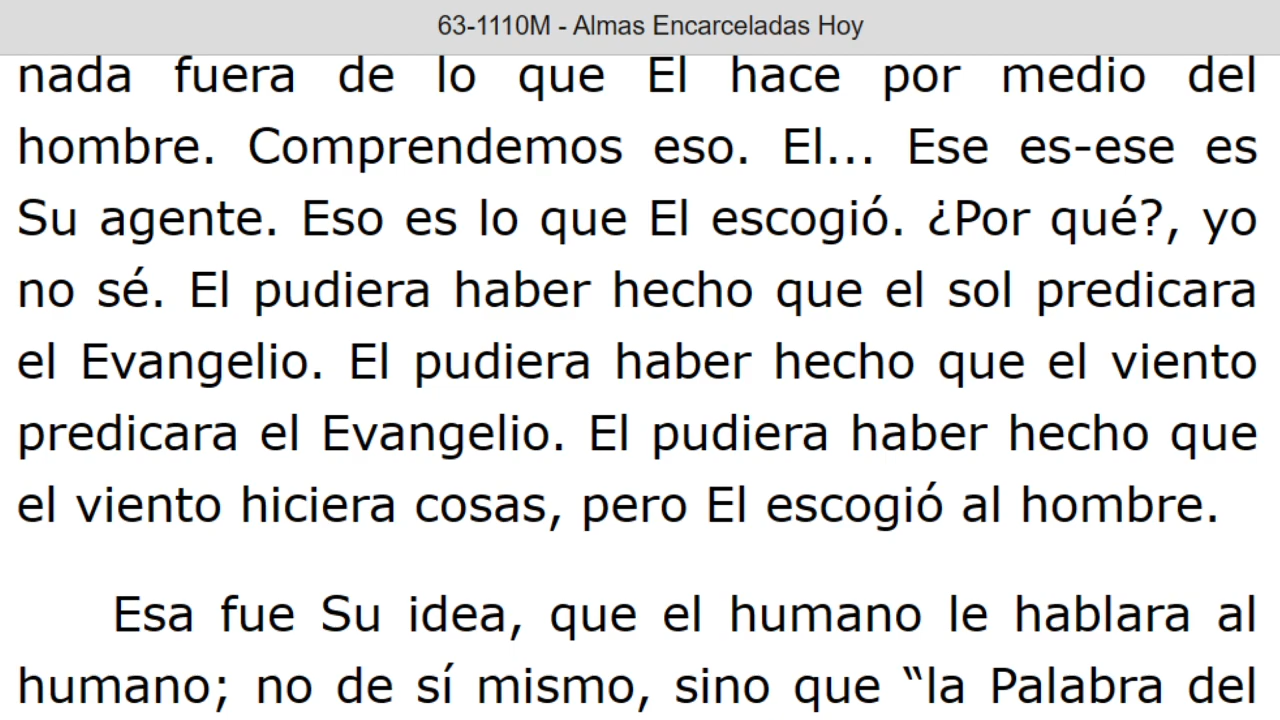 63-1110M - Almas Encarceladas Hoy
nada fuera de lo que El hace por medio del
hombre. Comprendemos eso. El... Ese es-ese es
Su agente. Eso es lo que El escogió. ¿Por qué?, yo
no sé. El pudiera haber hecho que el sol predicara
el Evangelio. El pudiera haber hecho que el viento
predicara el Evangelio. El pudiera haber hecho que
el viento hiciera cosas, pero El escogió al hombre.
Esa fue Su idea, que el humano le hablara al
humano; no de sí mismo, sino que “la Palabra del